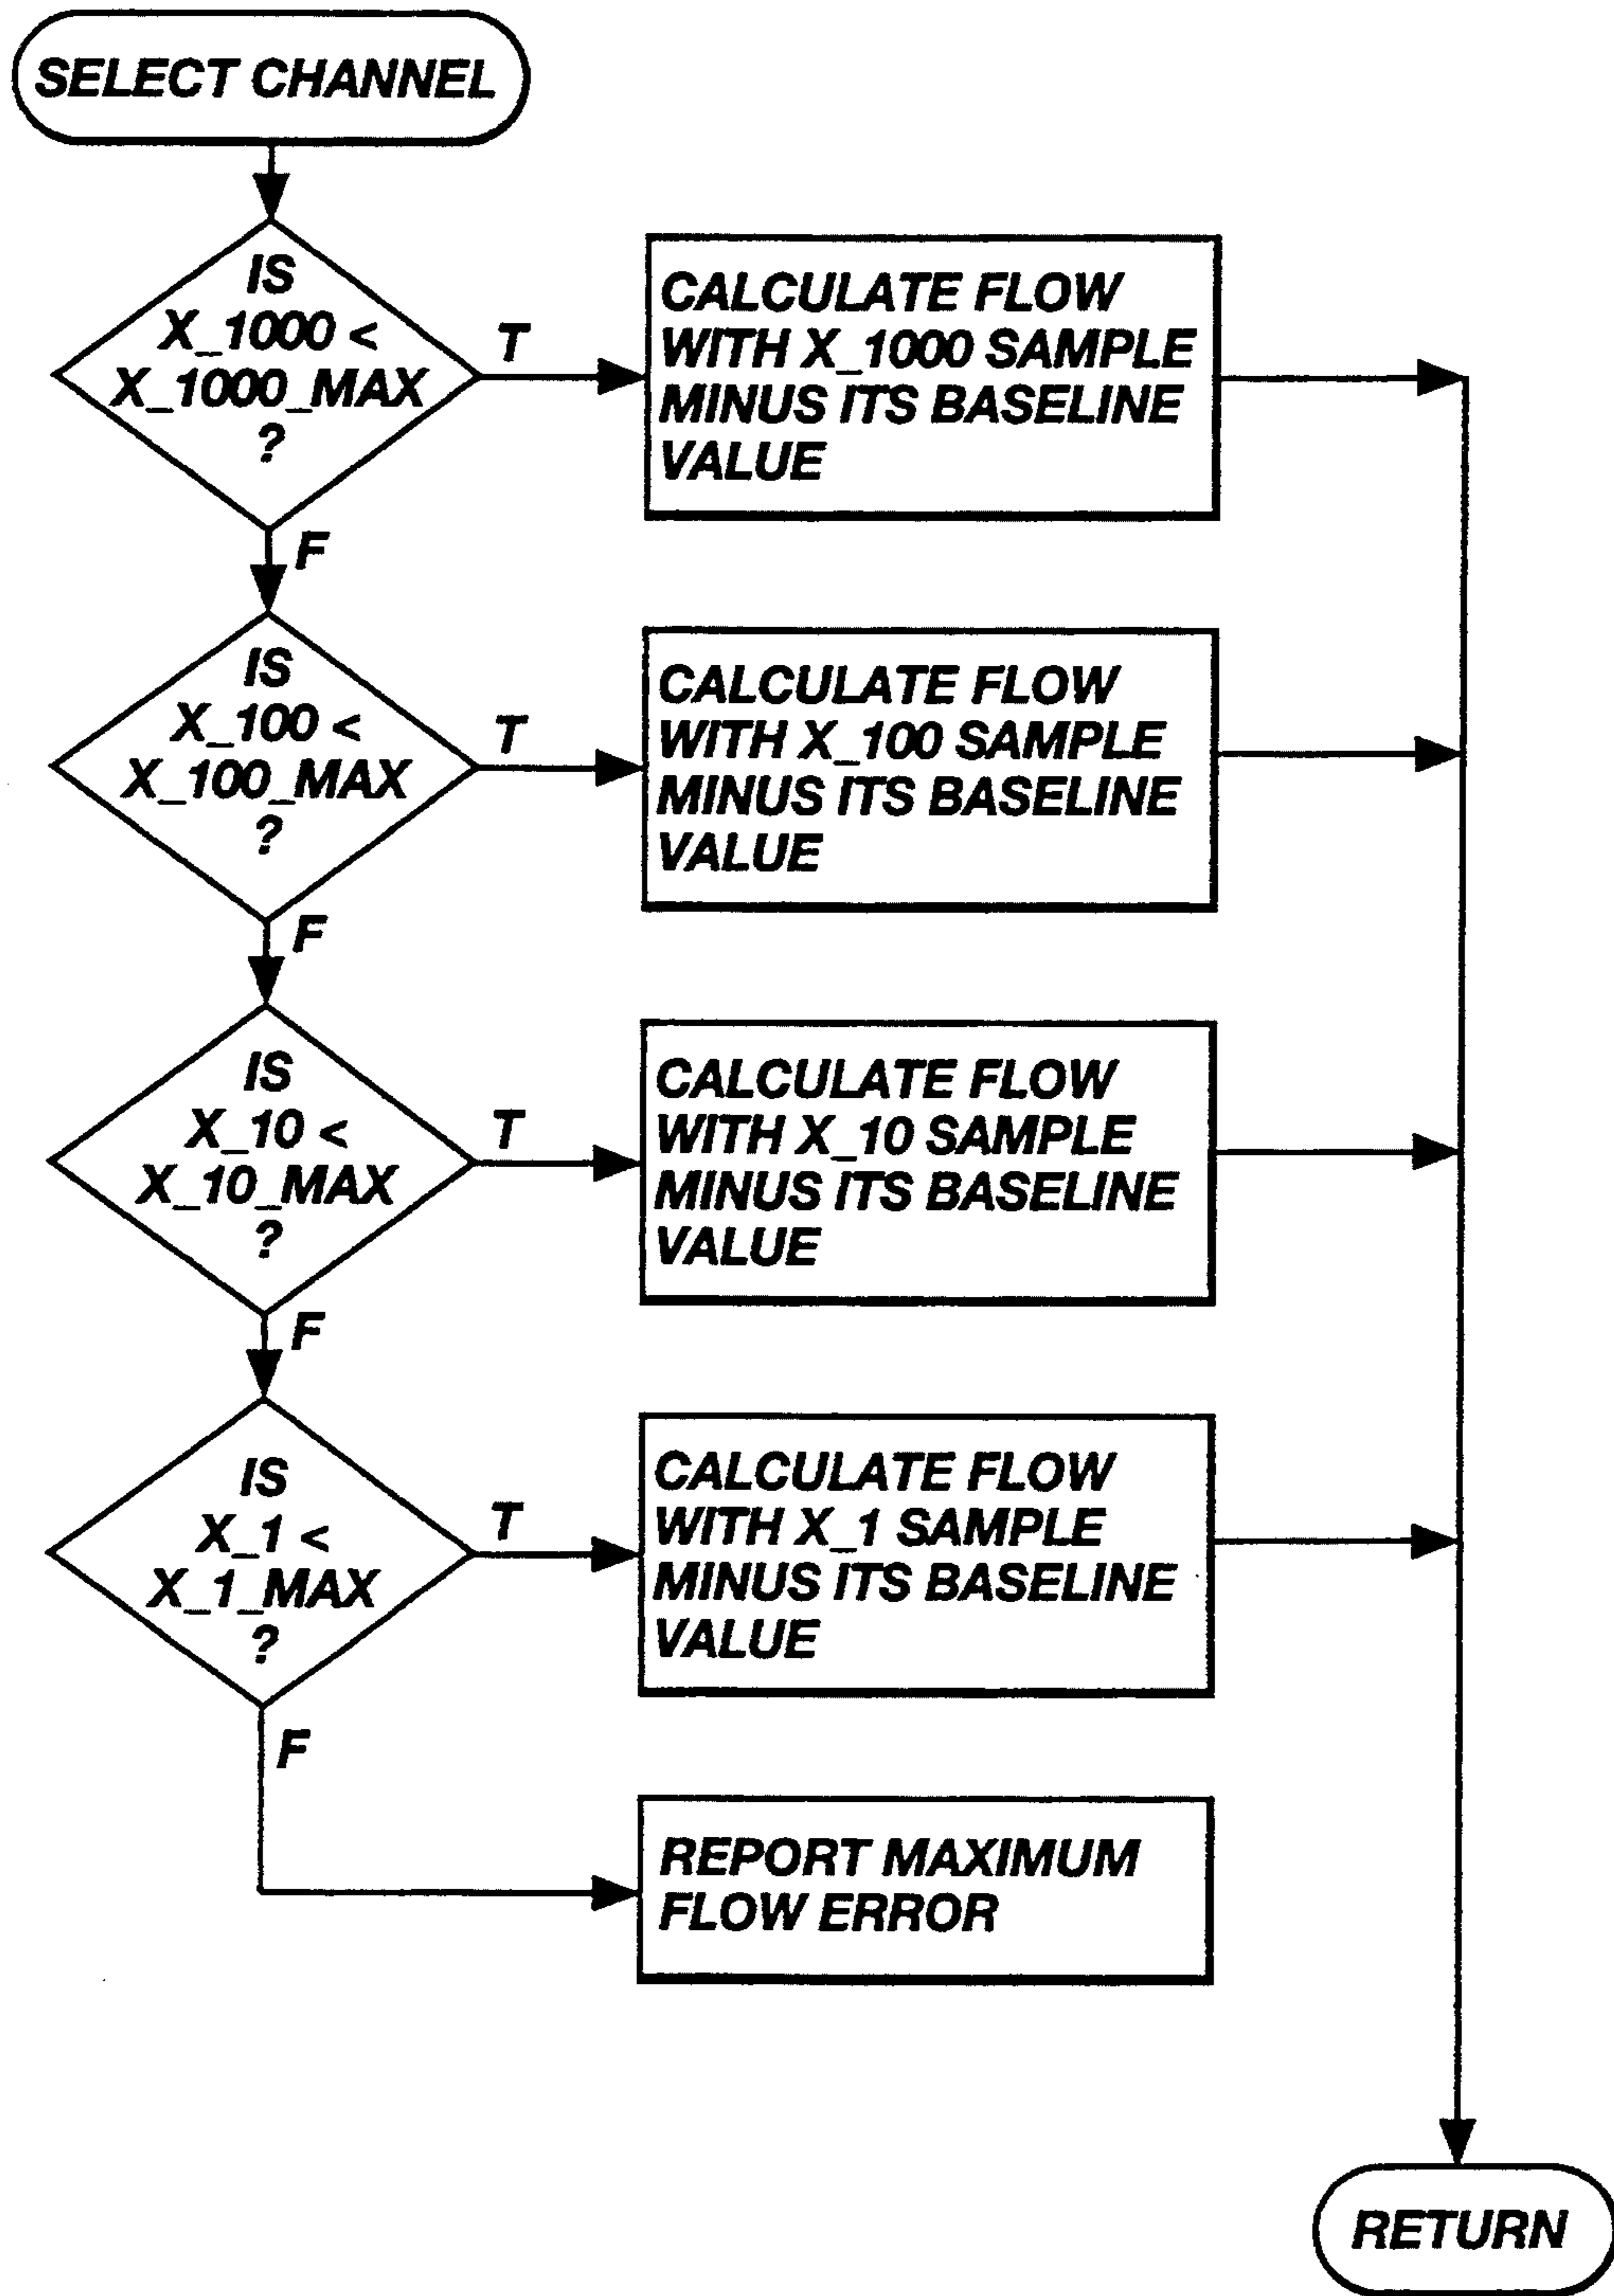 SELECT CHANNEL
IS
X_1000 <
X_1000_MAX
?
T
CALCULATE FLOW
WITH X_1000 SAMPLE
MINUS ITS BASELINE
VALUE
F
IS
X_100 <
X_100_MAX
?
T
CALCULATE FLOW
WITH X_100 SAMPLE
MINUS ITS BASELINE
VALUE
F
IS
X_10 <
X_10_MAX
?
T
CALCULATE FLOW
WITH X_10 SAMPLE
MINUS ITS BASELINE
VALUE
F
IS
X_1 <
X_1_MAX
?
T
CALCULATE FLOW
WITH X_1 SAMPLE
MINUS ITS BASELINE
VALUE
F
REPORT MAXIMUM
FLOW ERROR
RETURN